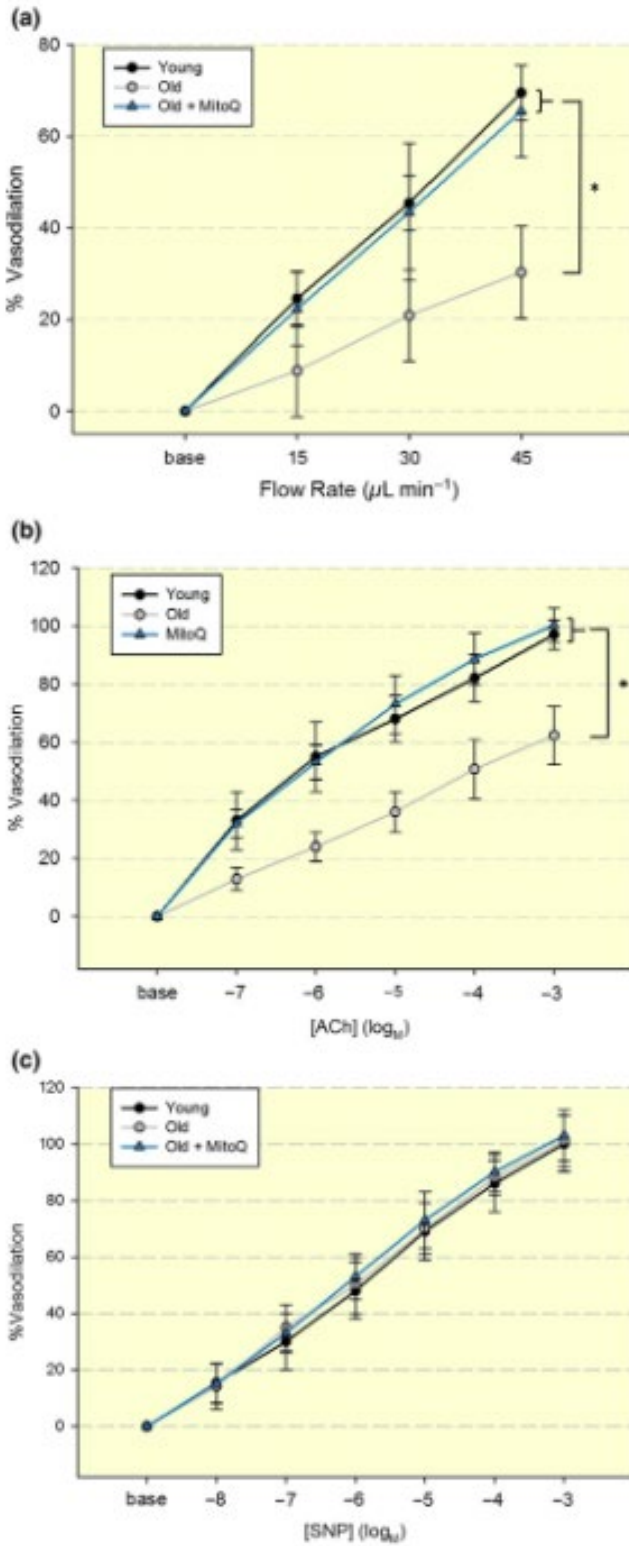 (a)
80
Young
Old
Old + MitoQ
60
*
40
20
0
% Vasodilation
base 15 30 45
Flow Rate (µL min⁻¹)
(b)
120
Young
Old
MitoQ
100
80
*
60
40
20
0
% Vasodilation
base −7 −6 −5 −4 −3
[ACh] (log_M)
(c)
120
Young
Old
Old + MitoQ
100
80
60
40
20
0
%Vasodilation
base −8 −7 −6 −5 −4 −3
[SNP] (log_M)